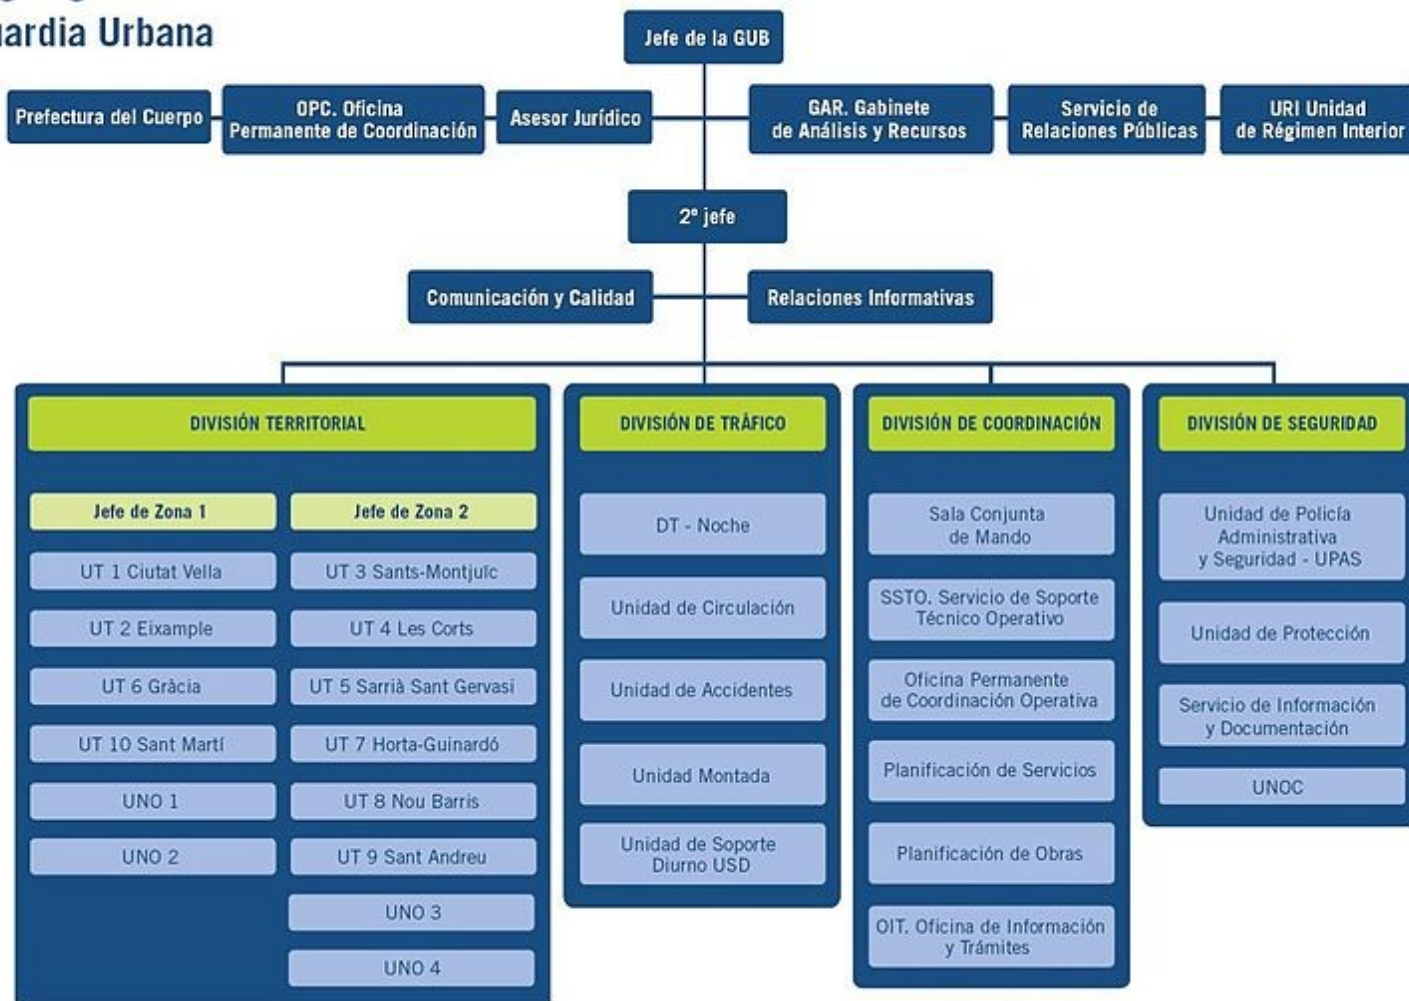 Guardia Urbana
Jefe de la GUB
Prefectura del Cuerpo
OPC. Oficina
Permanente de Coordinación
Asesor Jurídico
GAR. Gabinete
de Análisis y Recursos
Servicio de
Relaciones Públicas
URI Unidad
de Régimen Interior
2º jefe
Comunicación y Calidad
Relaciones Informativas
DIVISIÓN TERRITORIAL
Jefe de Zona 1
UT 1 Ciutat Vella
UT 2 Eixample
UT 6 Gràcia
UT 10 Sant Martí
UNO 1
UNO 2
Jefe de Zona 2
UT 3 Sants-Montjuïc
UT 4 Les Corts
UT 5 Sarrià Sant Gervasi
UT 7 Horta-Guinardó
UT 8 Nou Barris
UT 9 Sant Andreu
UNO 3
UNO 4
DIVISIÓN DE TRÁFICO
DT - Noche
Unidad de Circulación
Unidad de Accidentes
Unidad Montada
Unidad de Soporte
Diurno USD
DIVISIÓN DE COORDINACIÓN
Sala Conjunta
de Mando
SSTO. Servicio de Soporte
Técnico Operativo
Oficina Permanente
de Coordinación Operativa
Planificación de Servicios
Planificación de Obras
OIT. Oficina de Información
y Trámites
DIVISIÓN DE SEGURIDAD
Unidad de Policía
Administrativa
y Seguridad - UPAS
Unidad de Protección
Servicio de Información
y Documentación
UNOC